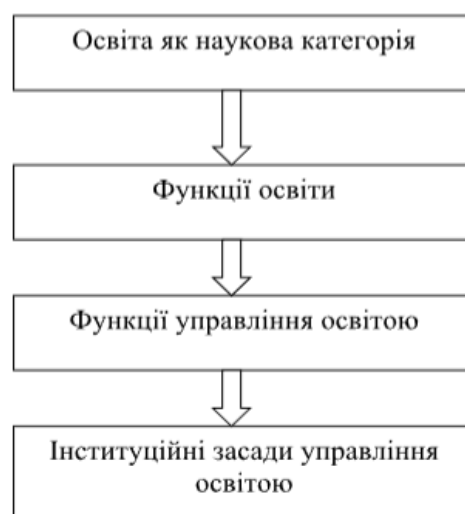 Освіта як наукова категорія
Функції освіти
Функції управління освітою
Інституційні засади управління
освітою